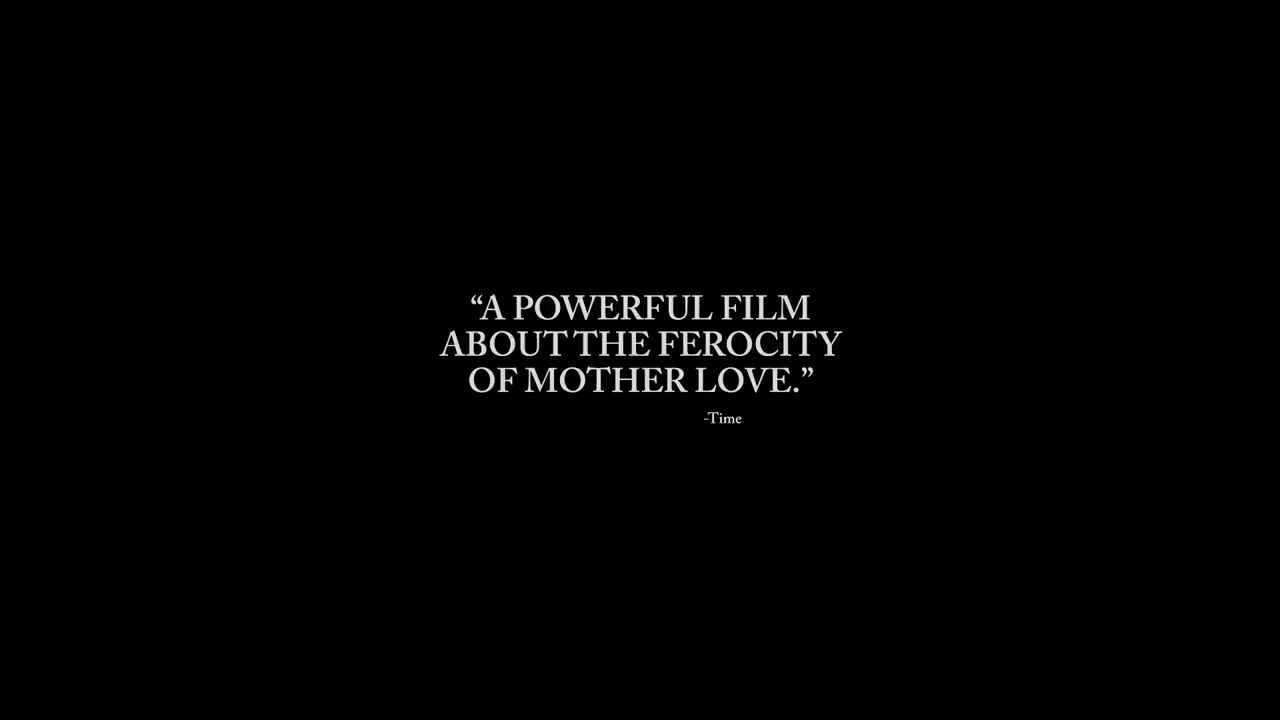 “A POWERFUL FILM
ABOUT THE FEROCITY
OF MOTHER LOVE.”
-Time